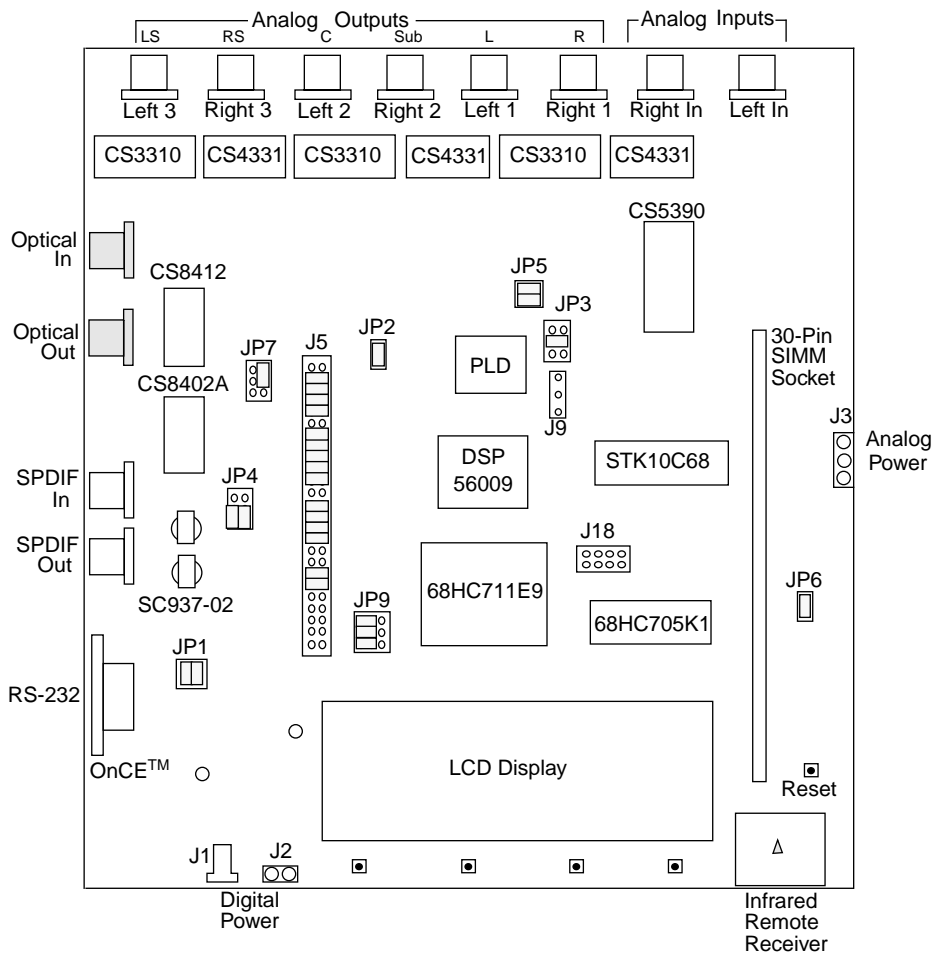 Analog Outputs
Analog Inputs
LS RS C Sub L R
Left 3 Right 3 Left 2 Right 2 Left 1 Right 1 Right In Left In
CS3310 CS4331 CS3310 CS4331 CS3310 CS4331
CS5390
Optical
In
CS8412
JP5
JP3
Optical
Out
JP7
J5
JP2
PLD
30-Pin
SIMM
Socket
CS8402A
J9
J3
Analog
Power
DSP
56009
STK10C68
SPDIF
In
JP4
SPDIF
Out
J18
68HC711E9
JP6
SC937-02
JP9
68HC705K1
JP1
RS-232
OnCE™
LCD Display
Reset
J1
J2
Digital
Power
Infrared
Remote
Receiver